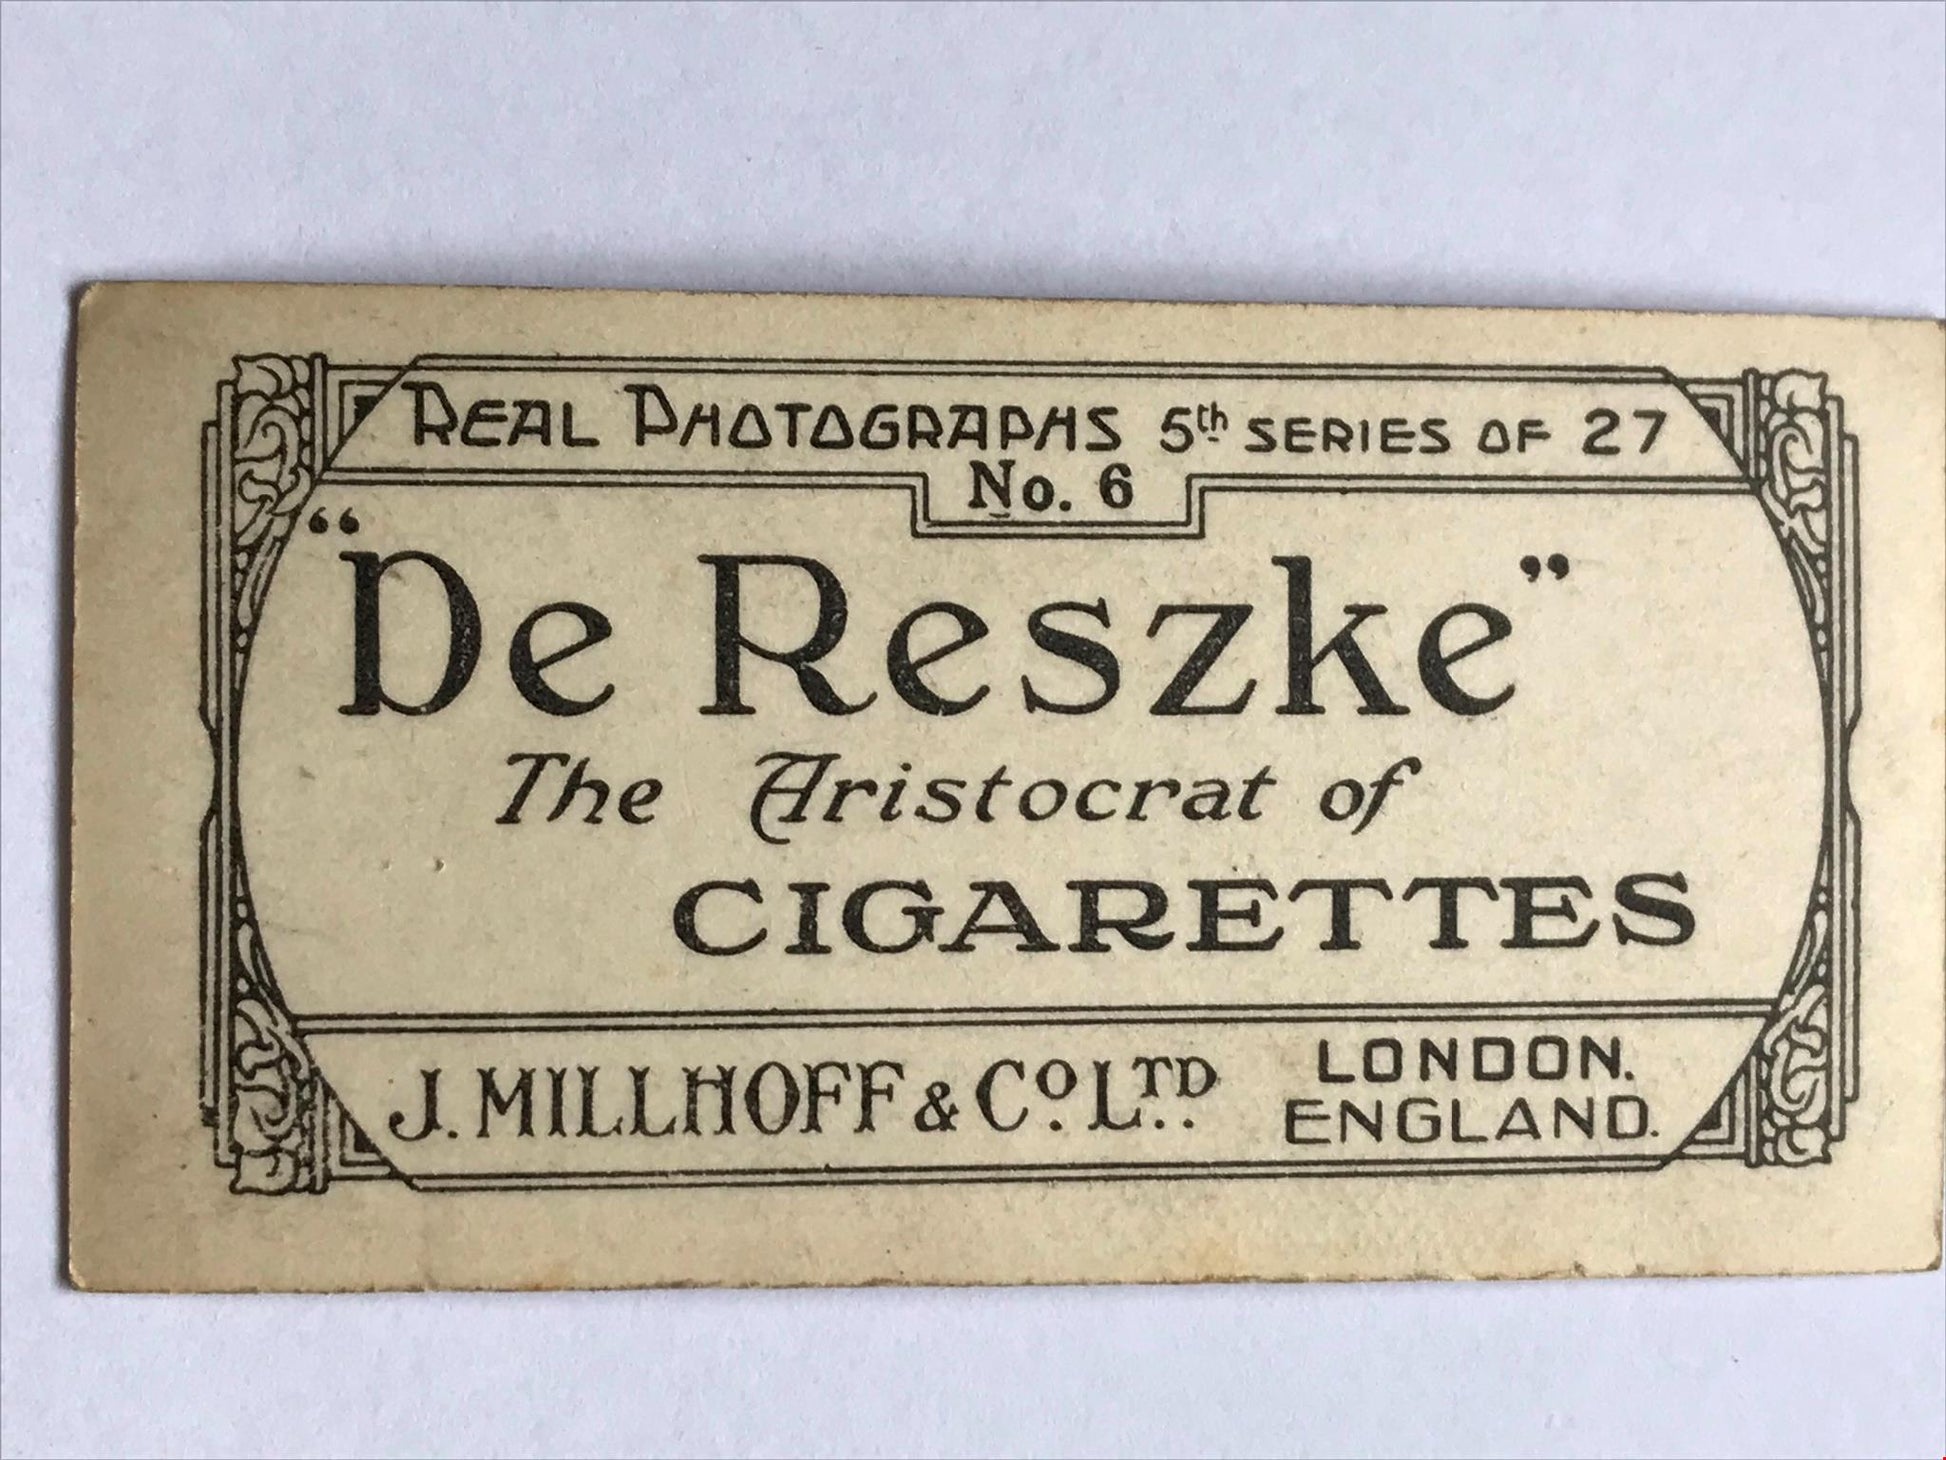 REAL PHOTOGRAPHS 5th SERIES OF 27
No. 6
“De Reszke”
The Aristocrat of
CIGARETTES
J. MILLHOFF & Co. LTD. LONDON.
ENGLAND.